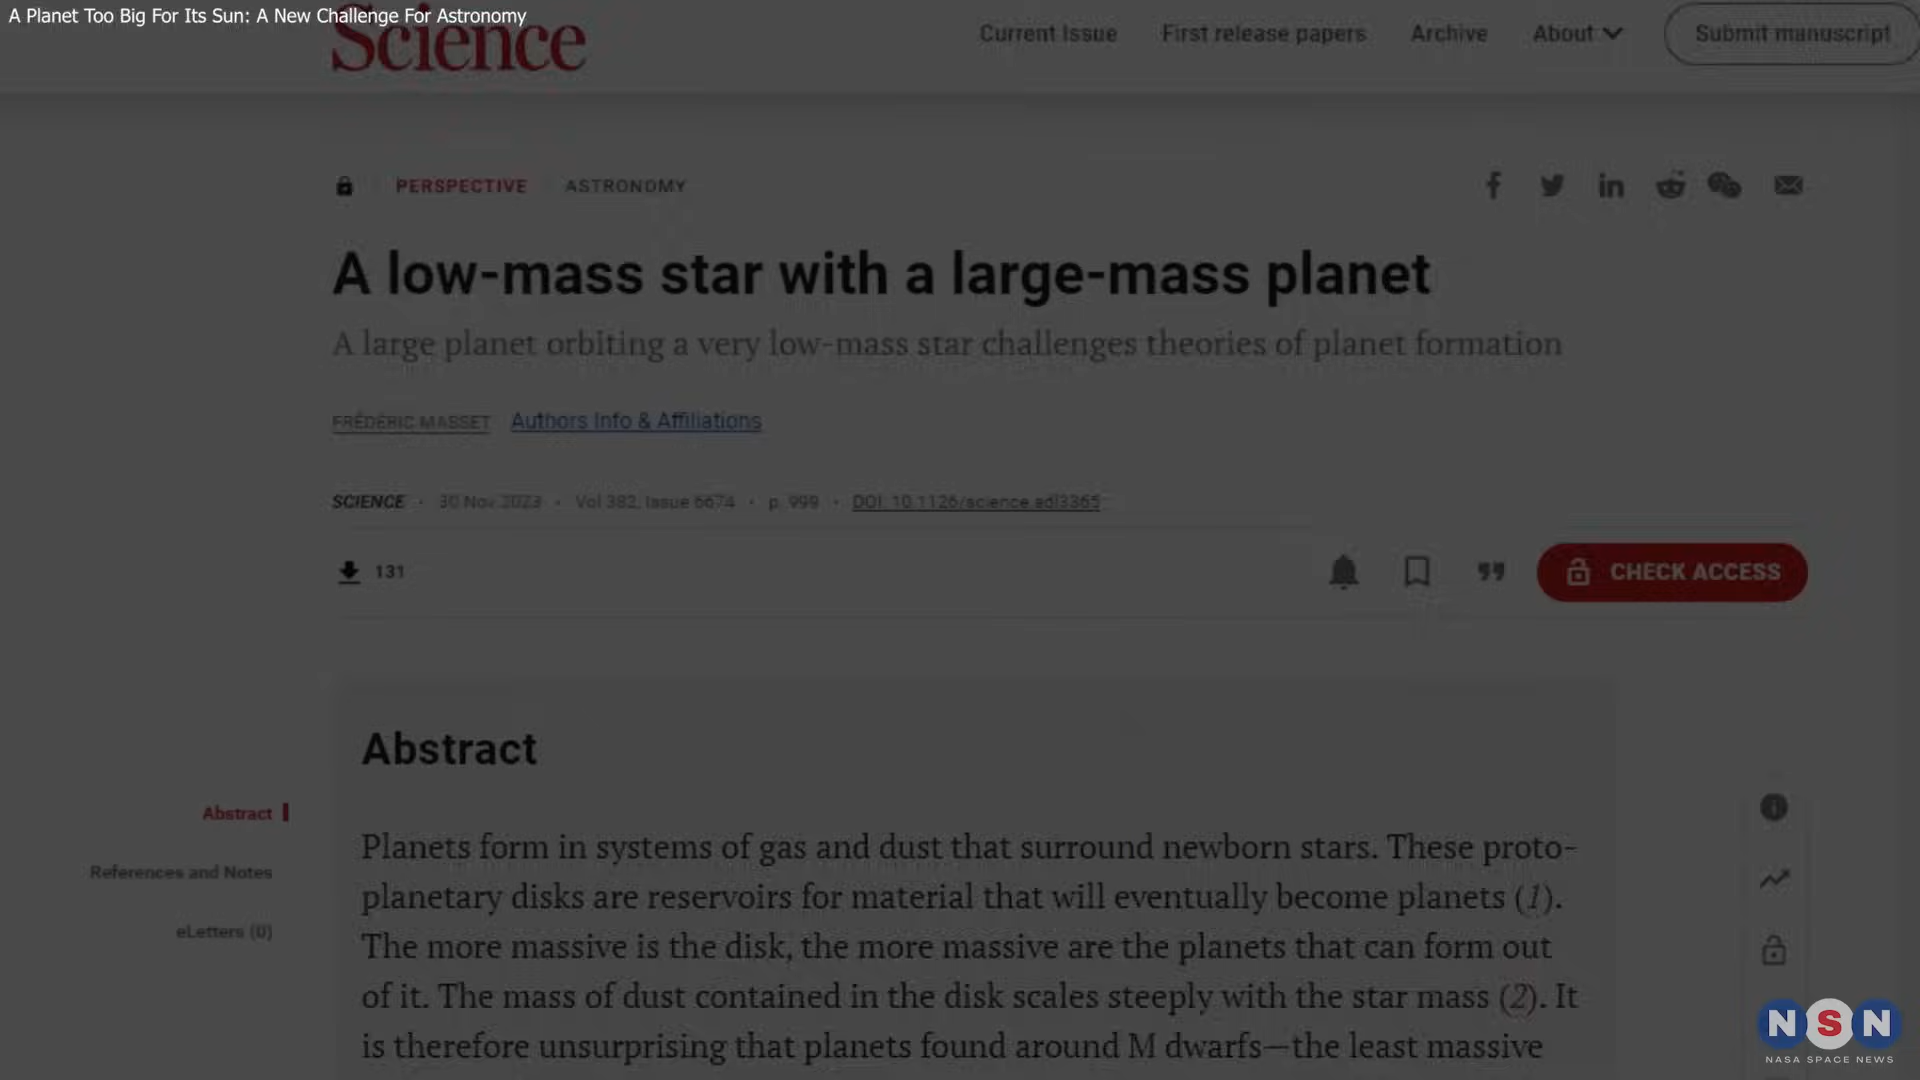 A Planet Too Big For Its Sun: A New Challenge For Astronomy
Science
Current Issue
First release papers
Archive
About
Submit manuscript
PERSPECTIVE
ASTRONOMY
A low-mass star with a large-mass planet
A large planet orbiting a very low-mass star challenges theories of planet formation
FRÉDÉRIC MASSET
Authors Info & Affiliations
SCIENCE · 30 Nov 2023 · Vol 382, Issue 6674 · p. 999 · DOI: 10.1126/science.adl3365
131
CHECK ACCESS
Abstract
Abstract
References and Notes
eLetters (0)
Planets form in systems of gas and dust that surround newborn stars. These proto-
planetary disks are reservoirs for material that will eventually become planets (1).
The more massive is the disk, the more massive are the planets that can form out
of it. The mass of dust contained in the disk scales steeply with the star mass (2). It
is therefore unsurprising that planets found around M dwarfs—the least massive
NSN
NASA SPACE NEWS